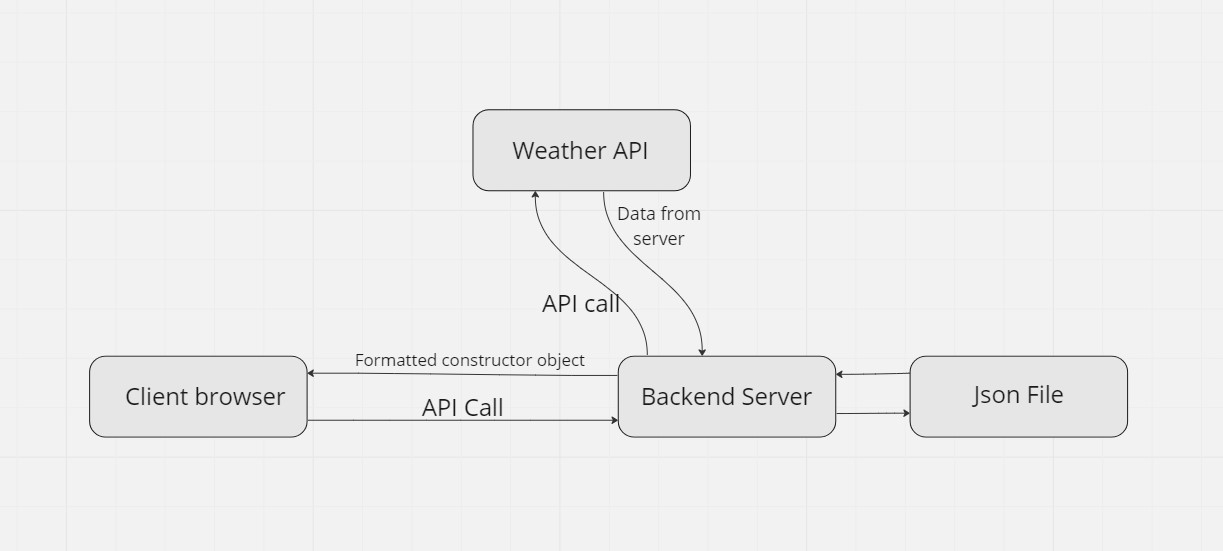 Weather API
Data from
server
API call
Formatted constructor object
Client browser
API Call
Backend Server
Json File